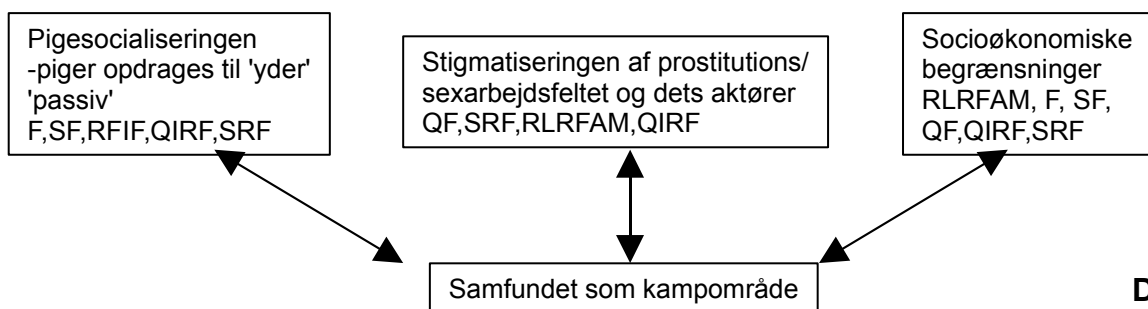 Pigesocialiseringen
-piger opdrages til 'yder'
'passiv'
F,SF,RFIF,QIRF,SRF
Stigmatiseringen af prostitutions/
sexarbejdsfeltet og dets aktører
QF,SRF,RLRFAM,QIRF
Socioøkonomiske
begrænsninger
RLRFAM, F, SF,
QF,QIRF,SRF
Samfundet som kampområde
D